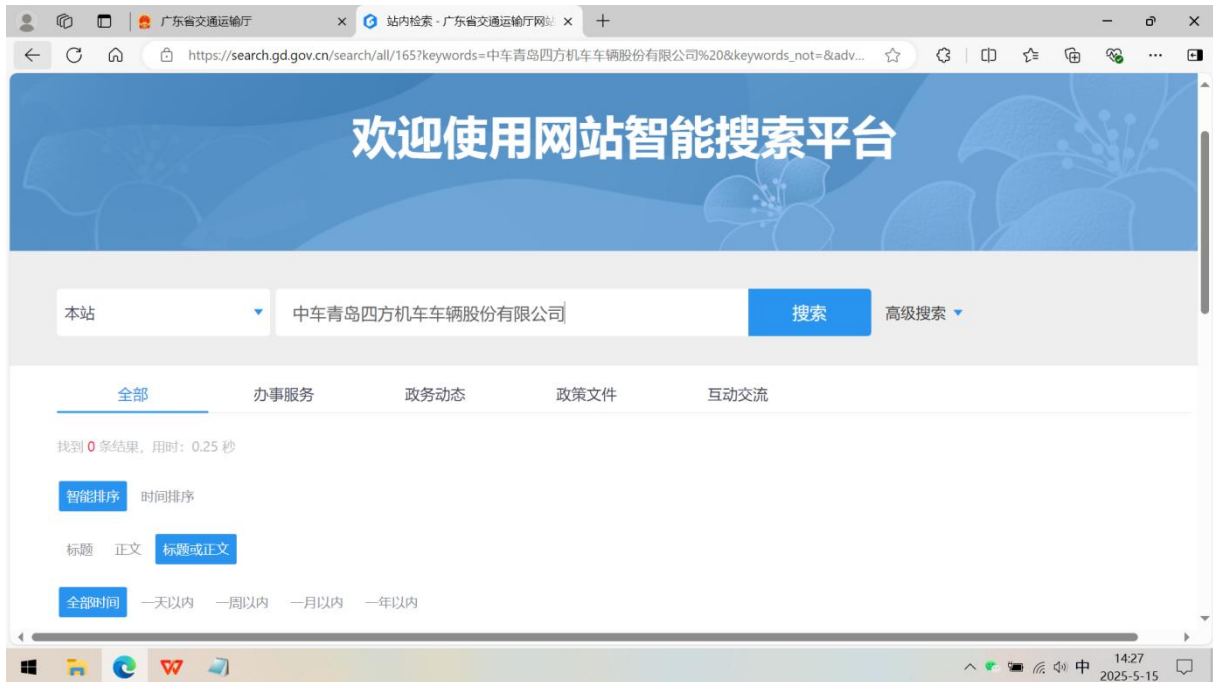 广东省交通运输厅
站内检索 - 广东省交通运输厅网站
https://search.gd.gov.cn/search/all/165?keywords=中车青岛四方机车车辆股份有限公司%20&keywords_not=&adv...
欢迎使用网站智能搜索平台
本站 中车青岛四方机车车辆股份有限公司 搜索 高级搜索
全部 办事服务 政务动态 政策文件 互动交流
找到 0 条结果，用时：0.25 秒
智能排序 时间排序
标题 正文 标题或正文
全部时间 一天以内 一周以内 一月以内 一年以内
中 14:27
2025-5-15